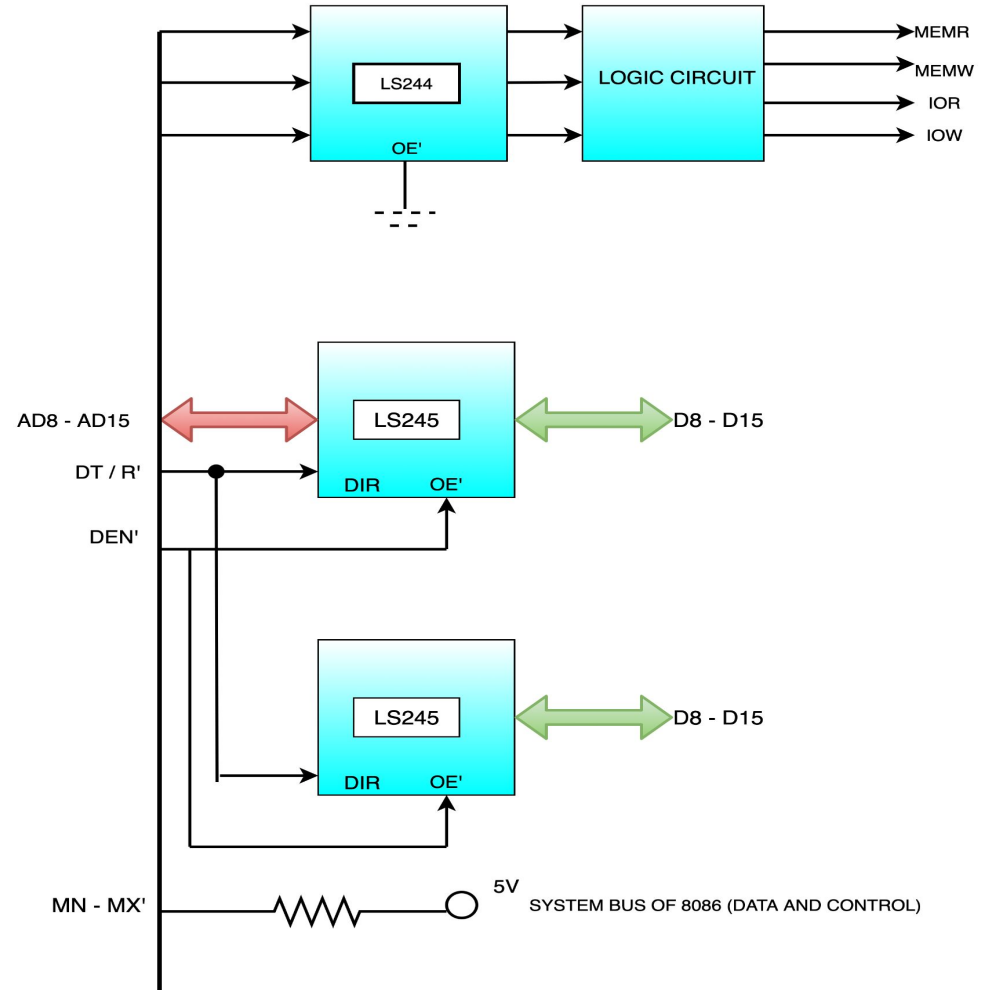 MEMR
LS244
LOGIC CIRCUIT
MEMW
IOR
OE'
IOW
AD8 - AD15
LS245
D8 - D15
DT / R'
DIR
OE'
DEN'
LS245
D8 - D15
DIR
OE'
MN - MX'
5V
SYSTEM BUS OF 8086 (DATA AND CONTROL)